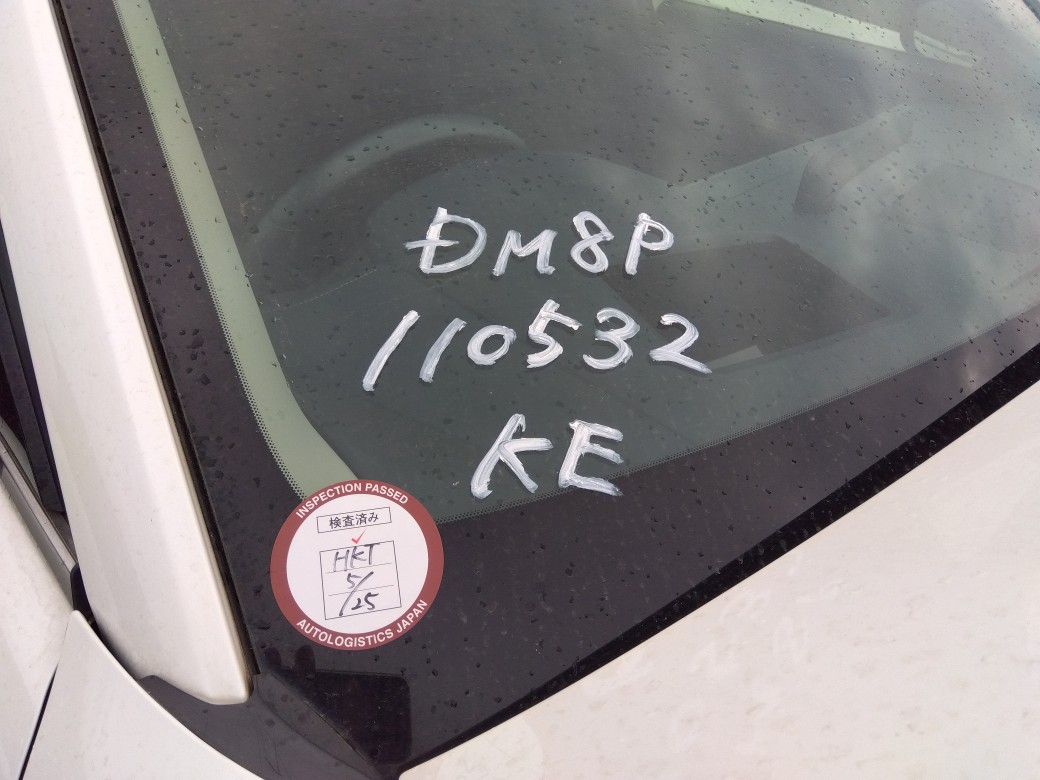 DM8P
110532
KE
INSPECTION PASSED
検査済み
HKT
5/25
AUTOLOGISTICS JAPAN